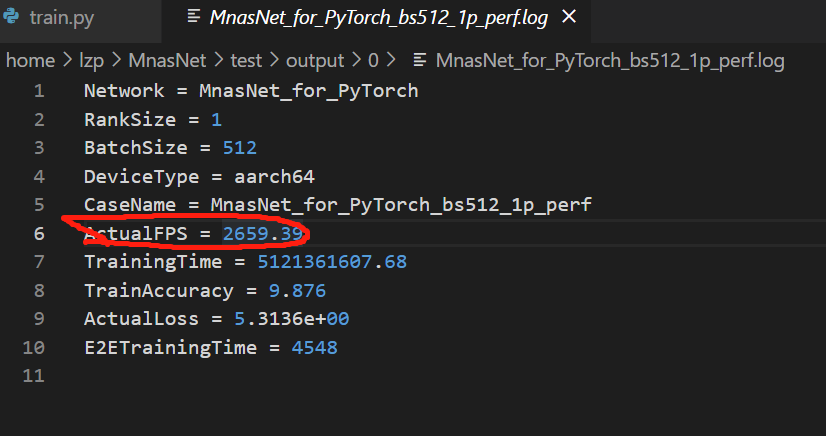 train.py
MnasNet_for_PyTorch_bs512_1p_perf.log
home > lzp > MnasNet > test > output > 0 > MnasNet_for_PyTorch_bs512_1p_perf.log
1 Network = MnasNet_for_PyTorch
2 RankSize = 1
3 BatchSize = 512
4 DeviceType = aarch64
5 CaseName = MnasNet_for_PyTorch_bs512_1p_perf
6 ActualFPS = 2659.39
7 TrainingTime = 5121361607.68
8 TrainAccuracy = 9.876
9 ActualLoss = 5.3136e+00
10 E2ETrainingTime = 4548
11